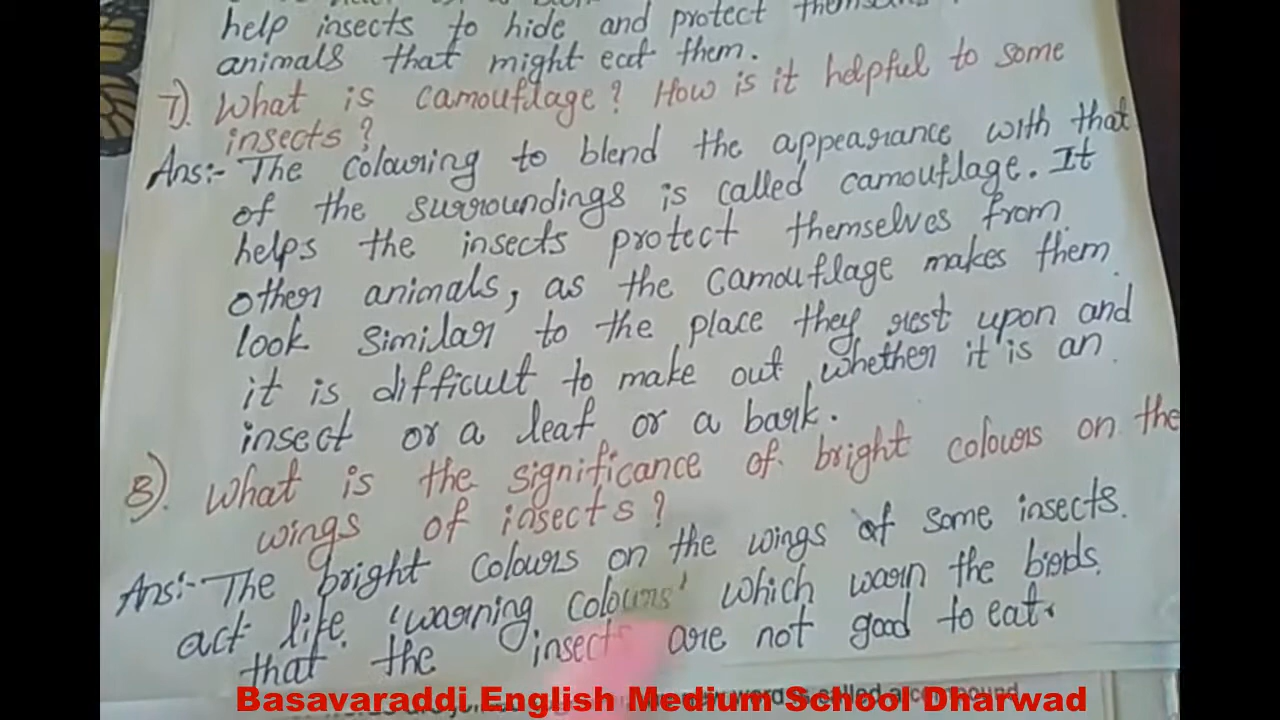 help insects to hide and protect
animals that might eat them.
7). What is camouflage? How is it helpful to some
insects?
Ans:- The colouring to blend the appearance with that
of the surroundings is called camouflage. It
helps the insects protect themselves from
other animals, as the camouflage makes them
look similar to the place they rest upon and
it is difficult to make out, whether it is an
insect or a leaf or a bark.
8). What is the significance of bright colours on the
wings of insects?
Ans:- The bright colours on the wings of some insects.
act like 'warning colours' which warn the birds
that the insects are not good to eat.
Basavaraddi English Medium School Dharwad